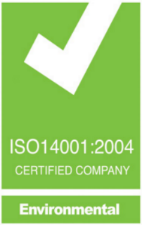 ISO14001:2004
CERTIFIED COMPANY
Environmental